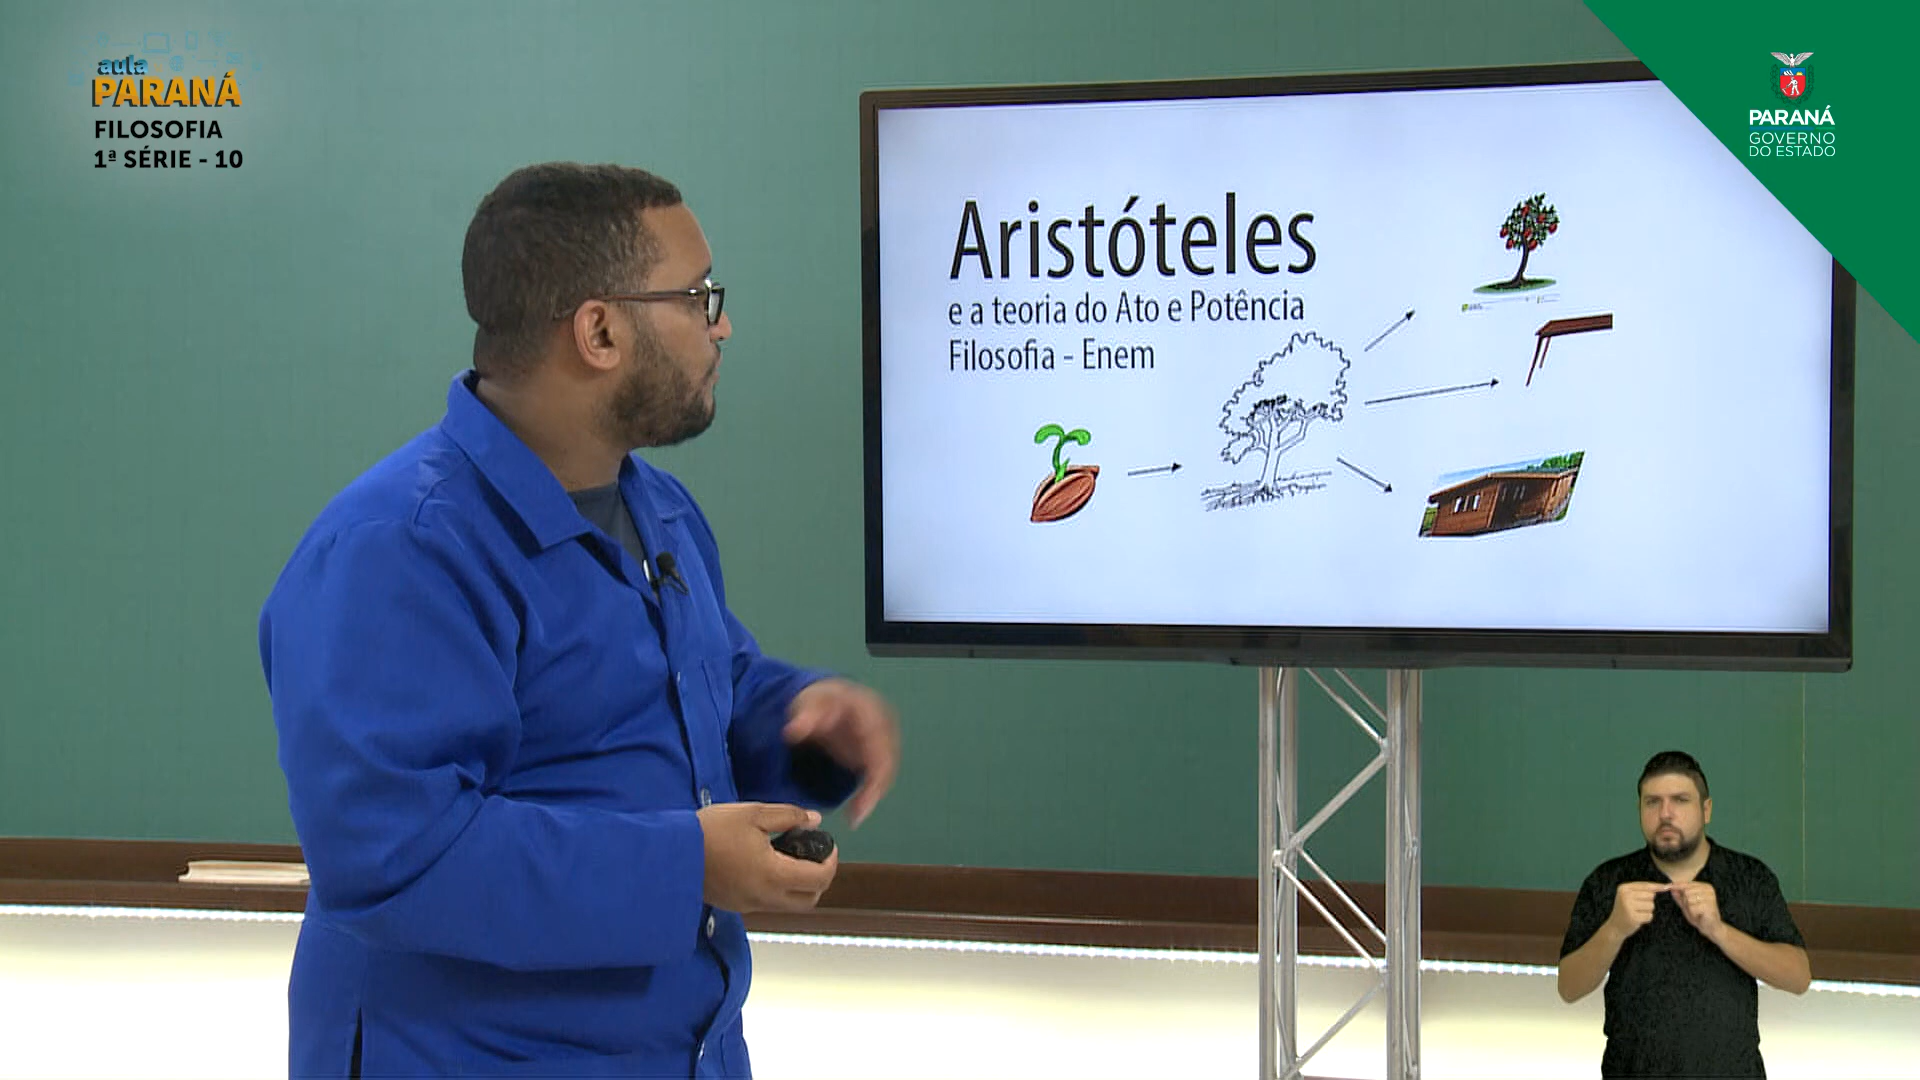 aula
PARANÁ
FILOSOFIA
1ª SÉRIE - 10
PARANÁ
GOVERNO
DO ESTADO
Aristóteles
e a teoria do Ato e Potência
Filosofia - Enem